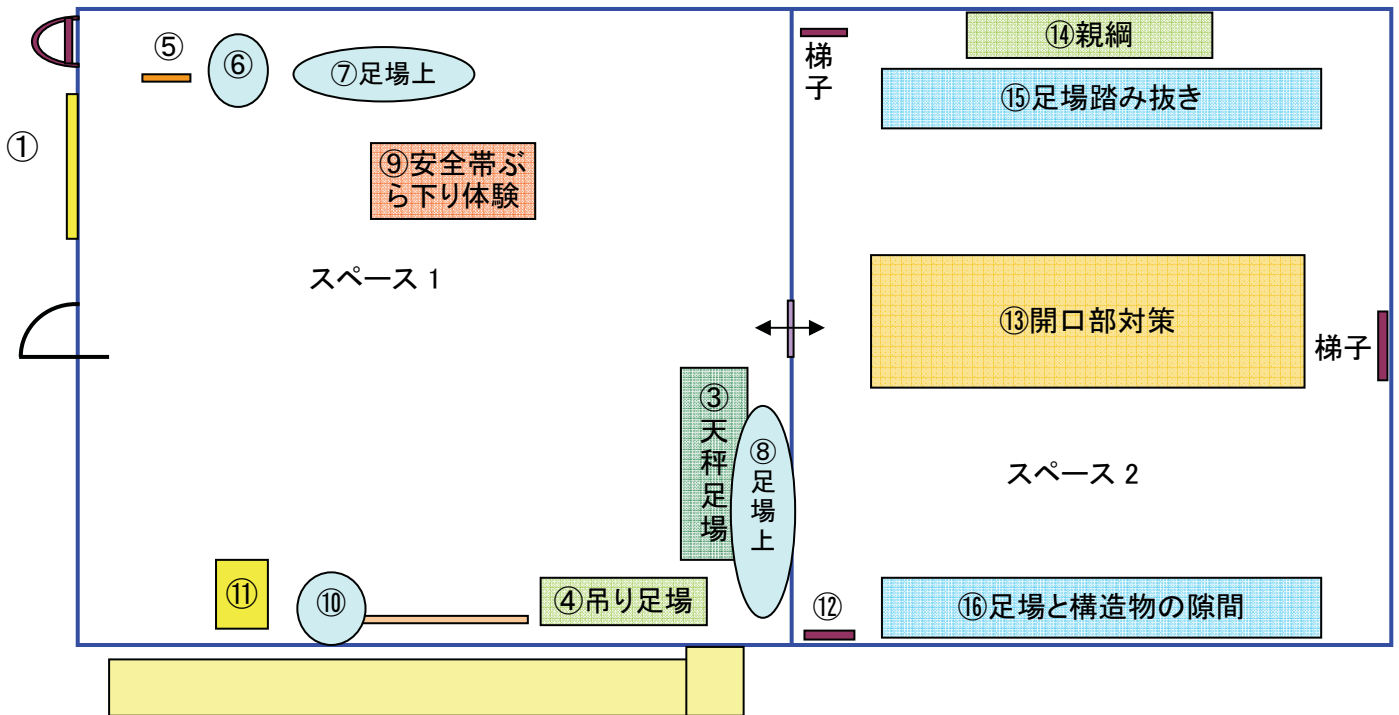 ①
⑤
⑥
⑦足場上
⑨安全帯ぶ
ら下り体験
スペース 1
③天秤足場
⑧足場上
④吊り足場
⑩
⑪
梯子
⑭親綱
⑮足場踏み抜き
⑬開口部対策
梯子
スペース 2
⑫
⑯足場と構造物の隙間